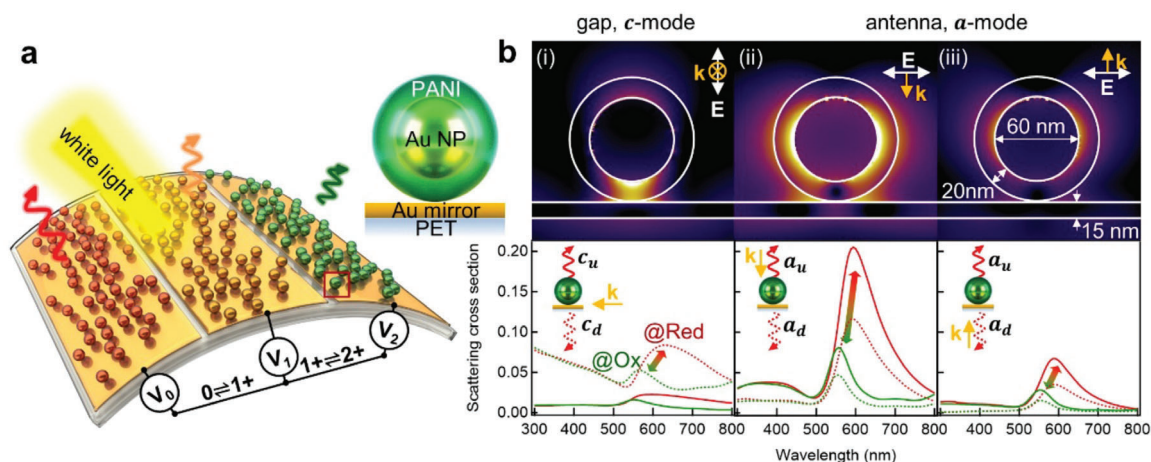 a
white light
PANI
Au NP
Au mirror
PET
V0
V1
V2
0⇌1+
1+⇌2+
b
gap, c-mode
antenna, a-mode
(i)
k
E
(ii)
E
k
(iii)
k
E
60 nm
20nm
15 nm
Scattering cross section
0.20
0.15
0.10
0.05
0.00
cu
k
cd
@Red
@Ox
k
au
ad
au
ad
k
300 400 500 600 700 800
400 500 600 700 800
400 500 600 700 800
Wavelength (nm)